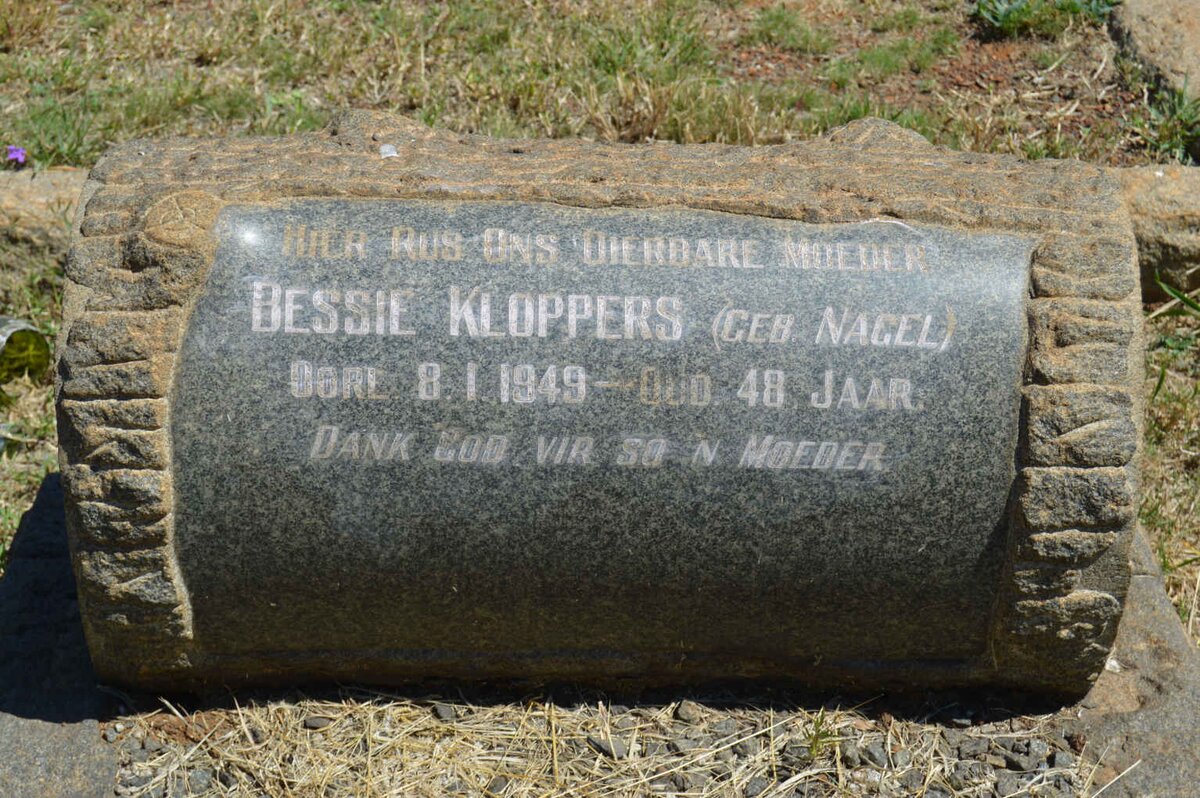 HIER RUS ONS DIERBARE MOEDER
BESSIE KLOPPERS (GEB. NAGEL)
OORL. 8.1.1949 — OUD 48 JAAR.
DANK GOD VIR SO 'N MOEDER